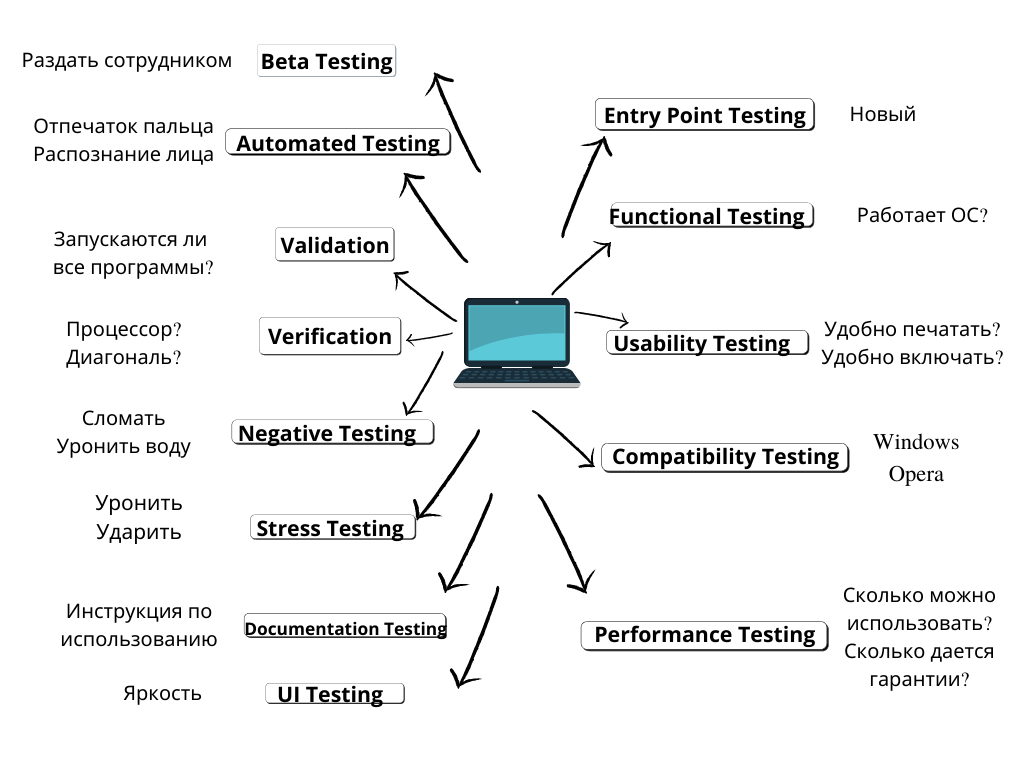 Раздать сотрудником
Beta Testing
Отпечаток пальца
Распознание лица
Automated Testing
Запускаются ли
все программы?
Validation
Процессор?
Диагональ?
Verification
Сломать
Уронить воду
Negative Testing
Уронить
Ударить
Stress Testing
Инструкция по
использованию
Documentation Testing
Яркость
UI Testing
Entry Point Testing
Новый
Functional Testing
Работает ОС?
Usability Testing
Удобно печатать?
Удобно включать?
Compatibility Testing
Windows
Opera
Performance Testing
Сколько можно
использовать?
Сколько дается
гарантии?